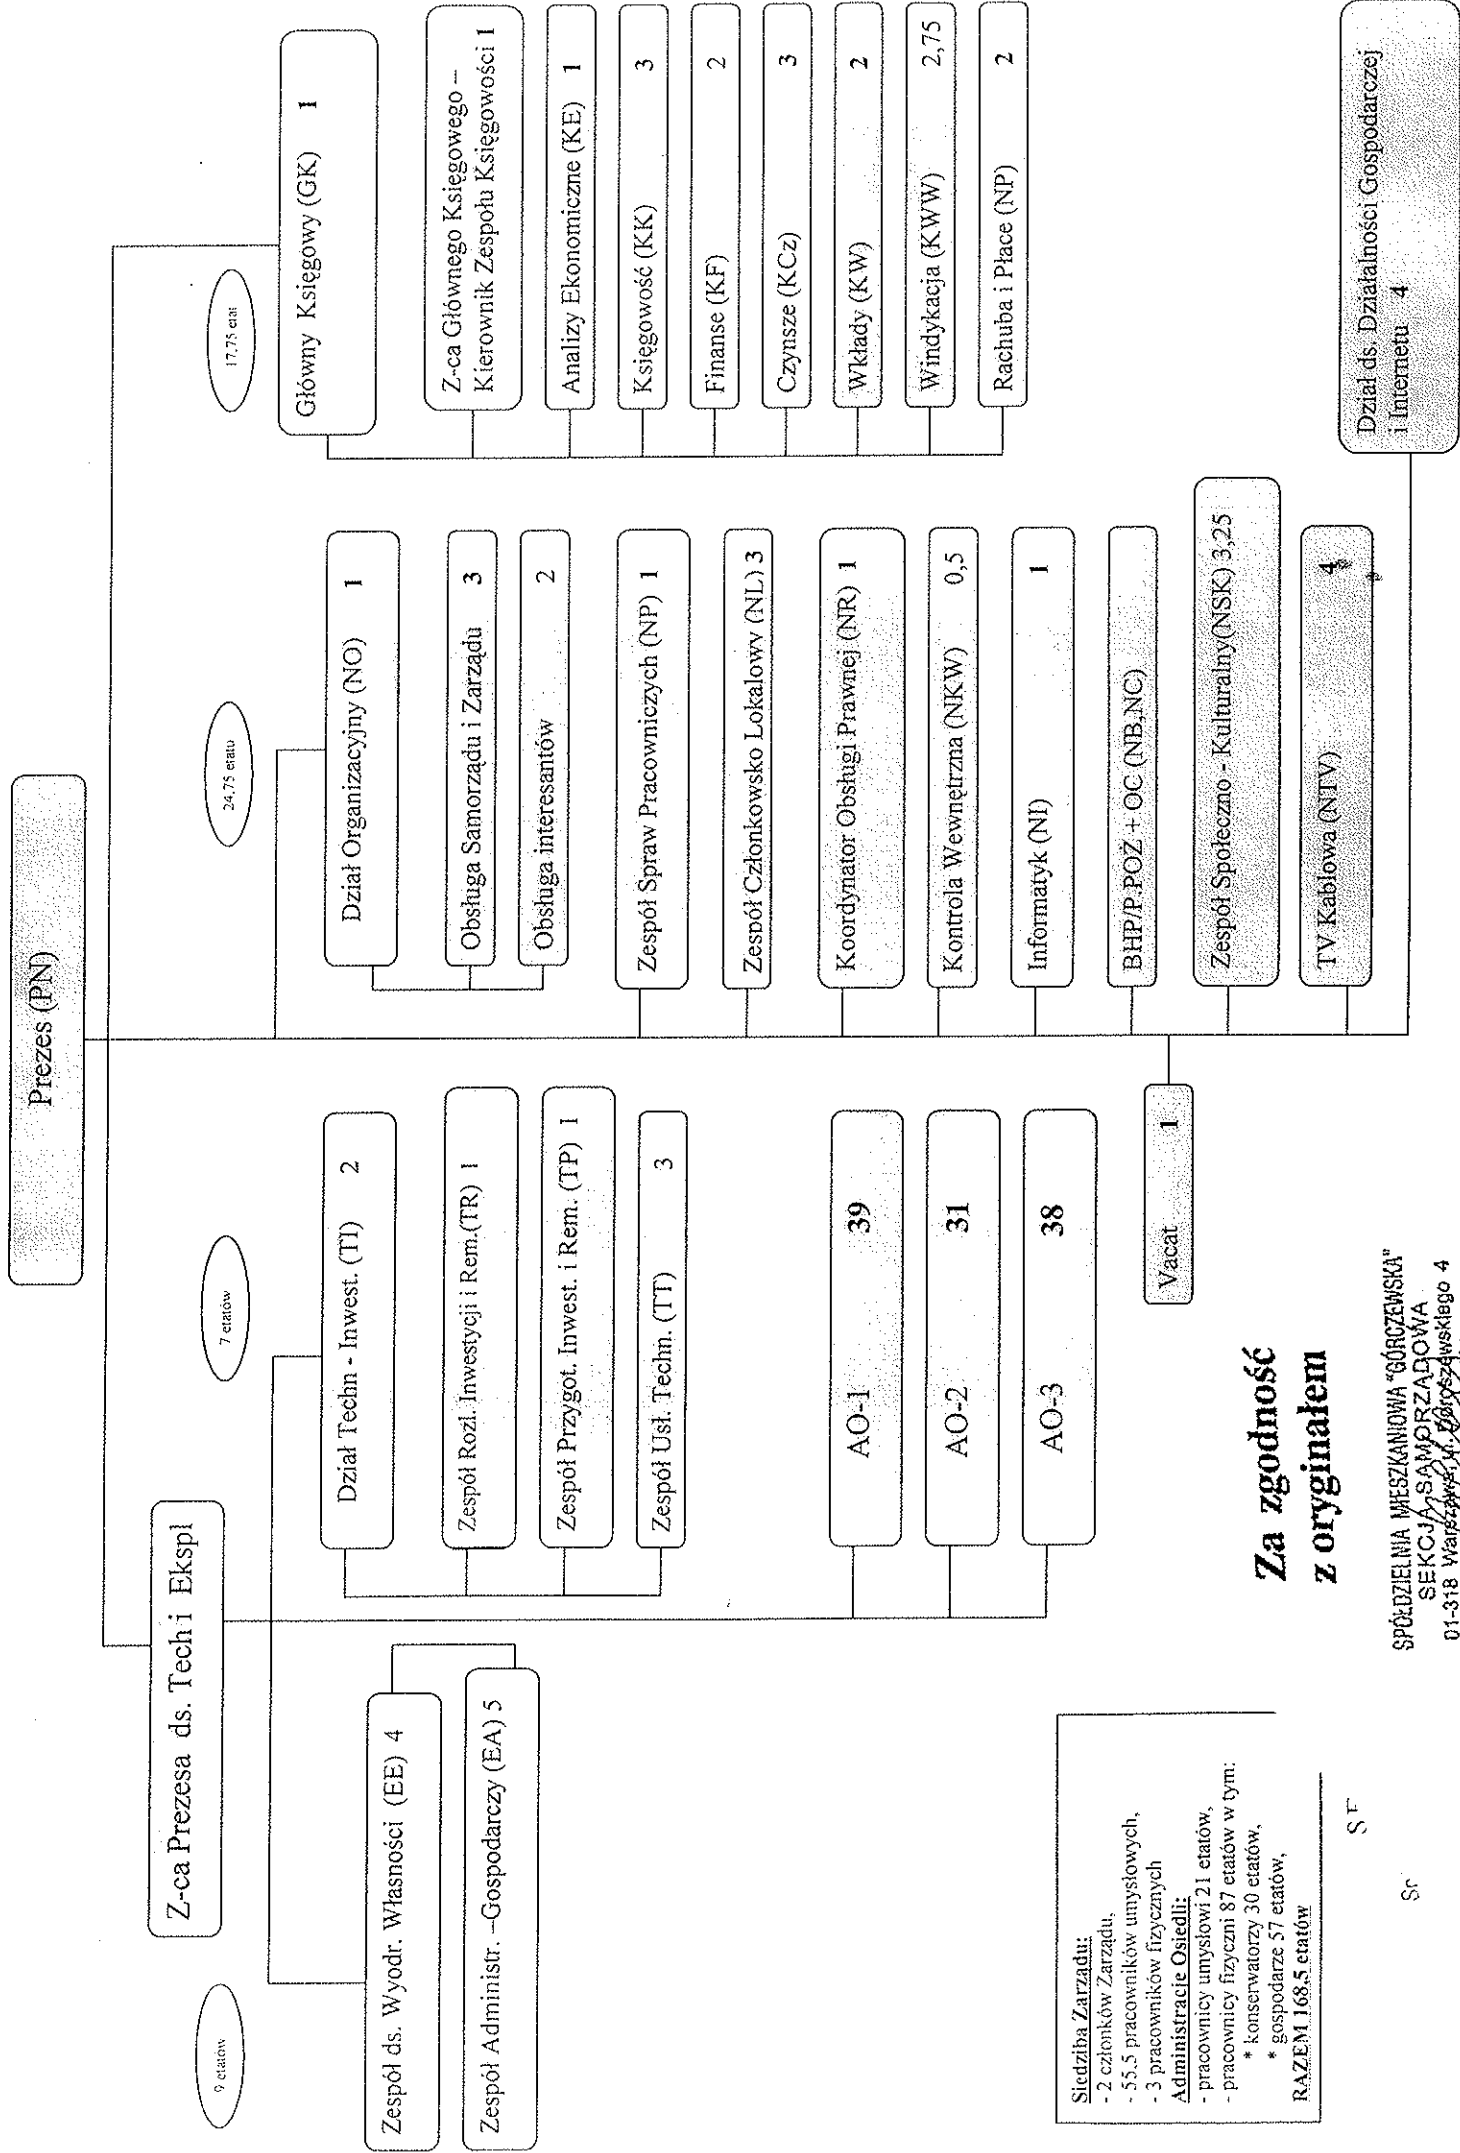 Prezes (PN)
Z-ca Prezesa ds. Tech i Ekspl
9 etatów
7 etatów
24,75 etatu
17,75 etat
Zespół ds. Wyodr. Własności (EE) 4
Zespół Administr. –Gospodarczy (EA) 5
Dział Techn - Inwest. (TI) 2
Zespół Rozl. Inwestycji i Rem.(TR) 1
Zespół Przygot. Inwest. i Rem. (TP) 1
Zespół Usł. Techn. (TT) 3
AO-1 39
AO-2 31
AO-3 38
Dział Organizacyjny (NO) 1
Obsługa Samorządu i Zarządu 3
Obsługa interesantów 2
Zespół Spraw Pracowniczych (NP) 1
Zespół Członkowsko Lokalowy (NL) 3
Koordynator Obsługi Prawnej (NR) 1
Kontrola Wewnętrzna (NKW) 0,5
Informatyk (NI) 1
BHP/P.POŻ + OC (NB,NC)
Vacat 1
Zespół Społeczno - Kulturalny(NSK) 3,25
TV Kablowa (NTV) 4
Główny Księgowy (GK) 1
Z-ca Głównego Księgowego –
Kierownik Zespołu Księgowości 1
Analizy Ekonomiczne (KE) 1
Księgowość (KK) 3
Finanse (KF) 2
Czynsze (KCz) 3
Wkłady (KW) 2
Windykacja (KWW) 2,75
Rachuba i Płace (NP) 2
Dział ds. Działalności Gospodarczej
i Internetu 4
Siedziba Zarządu:
- 2 członków Zarządu,
- 55,5 pracowników umysłowych,
- 3 pracowników fizycznych
Administracje Osiedli:
- pracownicy umysłowi 21 etatów,
- pracownicy fizyczni 87 etatów w tym:
* konserwatorzy 30 etatów,
* gospodarze 57 etatów,
RAZEM 168,5 etatów
Za zgodność
z oryginałem
SPÓŁDZIELNIA MIESZKANIOWA "GÓRCZEWSKA"
SEKCJA SAMORZĄDOWA
01-318 Warszawa, ul. Doroszewskiego 4